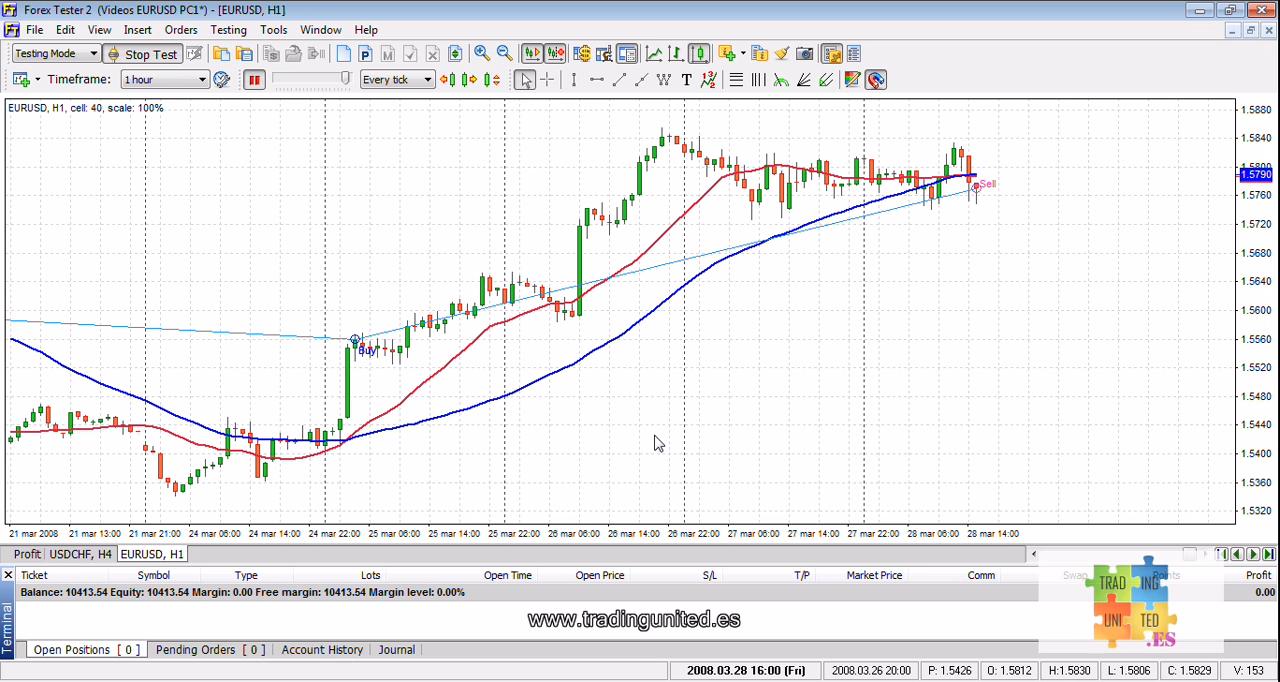 Forex Tester 2 (Videos EURUSD PC1*) - [EURUSD, H1]
File Edit View Insert Orders Testing Tools Window Help
Testing Mode Stop Test
Timeframe: 1 hour Every tick
EURUSD, H1, cell: 40, scale: 100%
1.5880
1.5840
1.5800
1.5790
1.5760
1.5720
1.5680
1.5640
1.5600
1.5560
1.5520
1.5480
1.5440
1.5400
1.5360
1.5320
Sell
Buy
21 mar 2008 21 mar 13:00 21 mar 21:00 24 mar 06:00 24 mar 14:00 24 mar 22:00 25 mar 06:00 25 mar 14:00 25 mar 22:00 26 mar 06:00 26 mar 14:00 26 mar 22:00 27 mar 06:00 27 mar 14:00 27 mar 22:00 28 mar 06:00 28 mar 14:00
Profit USDCHF, H4 EURUSD, H1
Ticket Symbol Type Lots Open Time Open Price S/L T/P Market Price Comm Swap Points Profit
Balance: 10413.54 Equity: 10413.54 Margin: 0.00 Free margin: 10413.54 Margin level: 0.00% 0.00
www.tradingunited.es
TRAD ING
UNI TED
.ES
Terminal
Open Positions [ 0 ] Pending Orders [ 0 ] Account History Journal
2008.03.28 16:00 (Fri) 2008.03.26 20:00 P: 1.5426 O: 1.5812 H:1.5830 L: 1.5806 C: 1.5829 V: 153